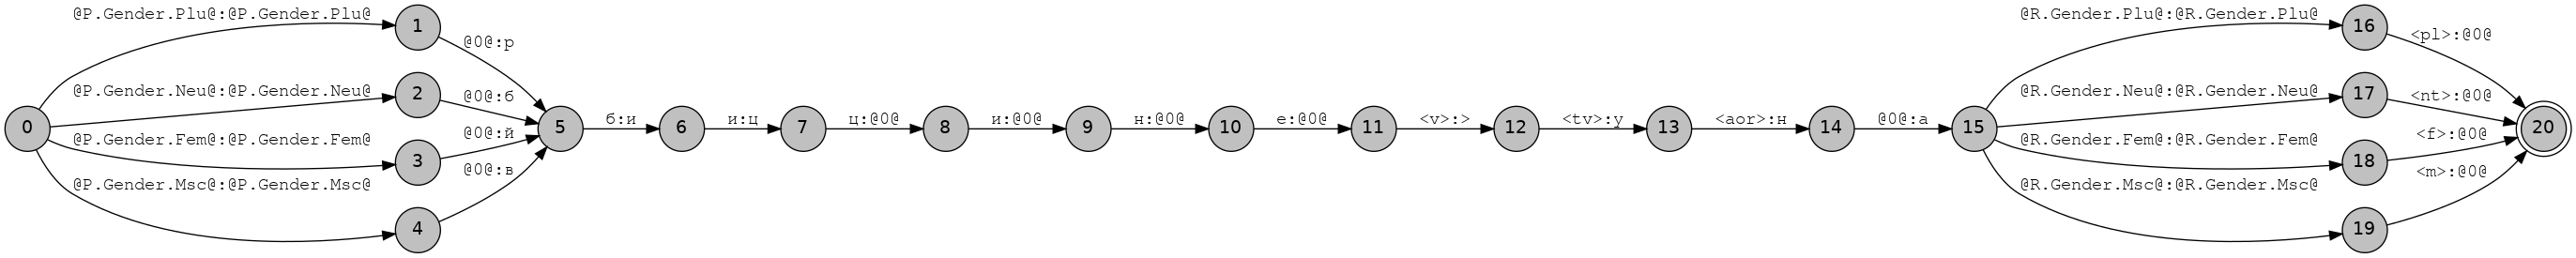 @P.Gender.Plu@:@P.Gender.Plu@
@P.Gender.Neu@:@P.Gender.Neu@
@P.Gender.Fem@:@P.Gender.Fem@
@P.Gender.Msc@:@P.Gender.Msc@
0
1
2
3
4
@0@:р
@0@:б
@0@:й
@0@:в
5
б:и
6
и:ц
7
ц:@0@
8
и:@0@
9
н:@0@
10
е:@0@
11
<v>:>
12
<tv>:у
13
<aor>:н
14
@0@:а
15
@R.Gender.Plu@:@R.Gender.Plu@
@R.Gender.Neu@:@R.Gender.Neu@
@R.Gender.Fem@:@R.Gender.Fem@
@R.Gender.Msc@:@R.Gender.Msc@
16
17
18
19
<pl>:@0@
<nt>:@0@
<f>:@0@
<m>:@0@
20